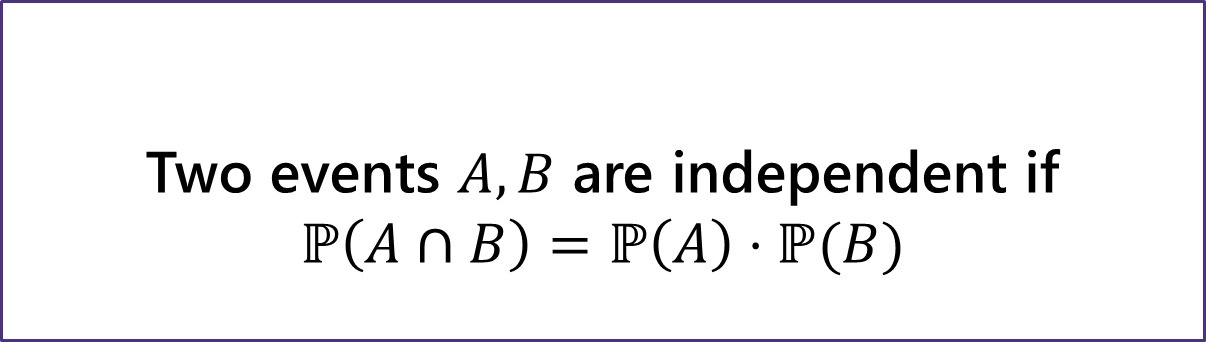 Two events 𝐴, 𝐵 are independent if
ℙ(𝐴 ∩ 𝐵) = ℙ(𝐴) ⋅ ℙ(𝐵)